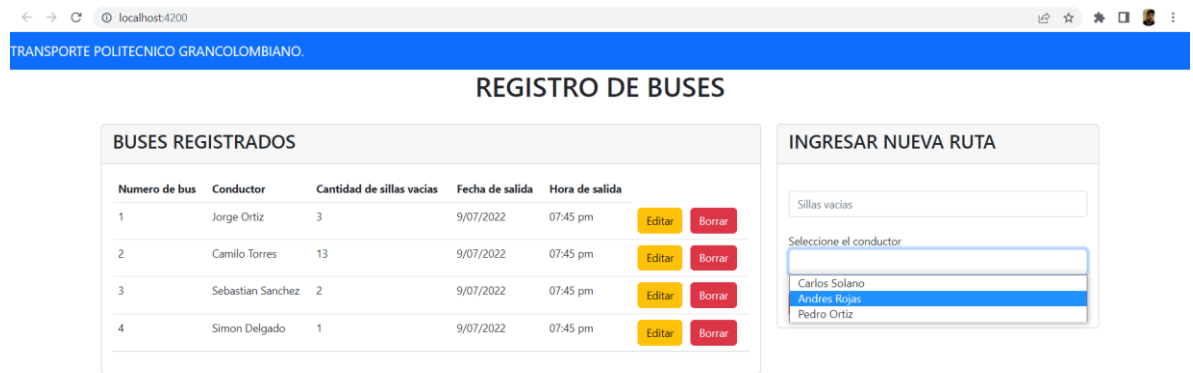 localhost:4200
TRANSPORTE POLITECNICO GRANCOLOMBIANO.
REGISTRO DE BUSES
BUSES REGISTRADOS
Numero de bus Conductor Cantidad de sillas vacias Fecha de salida Hora de salida
1 Jorge Ortiz 3 9/07/2022 07:45 pm Editar Borrar
2 Camilo Torres 13 9/07/2022 07:45 pm Editar Borrar
3 Sebastian Sanchez 2 9/07/2022 07:45 pm Editar Borrar
4 Simon Delgado 1 9/07/2022 07:45 pm Editar Borrar
INGRESAR NUEVA RUTA
Sillas vacias
Seleccione el conductor
Carlos Solano
Andres Rojas
Pedro Ortiz